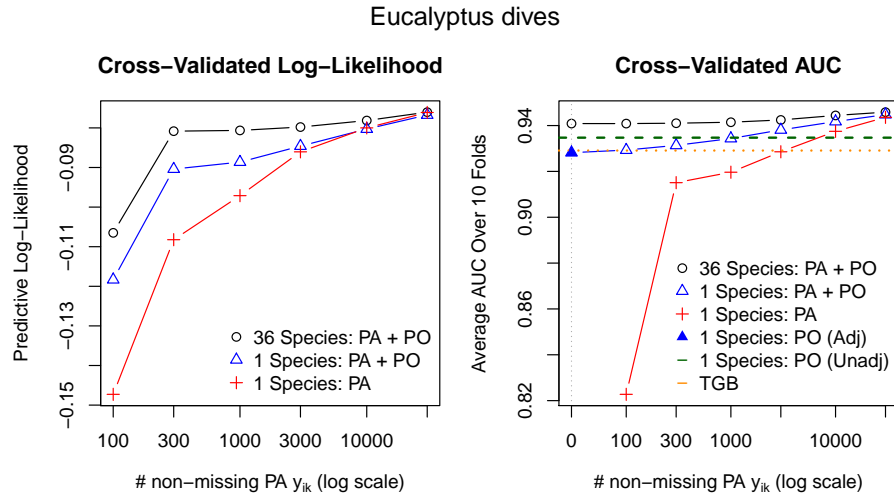 Eucalyptus dives
Cross−Validated Log−Likelihood
Predictive Log−Likelihood
−0.09
−0.11
−0.13
−0.15
36 Species: PA + PO
1 Species: PA + PO
1 Species: PA
100 300 1000 3000 10000
# non−missing PA yik (log scale)
Cross−Validated AUC
Average AUC Over 10 Folds
0.94
0.90
0.86
0.82
36 Species: PA + PO
1 Species: PA + PO
1 Species: PA
1 Species: PO (Adj)
1 Species: PO (Unadj)
TGB
0 100 300 1000 10000
# non−missing PA yik (log scale)